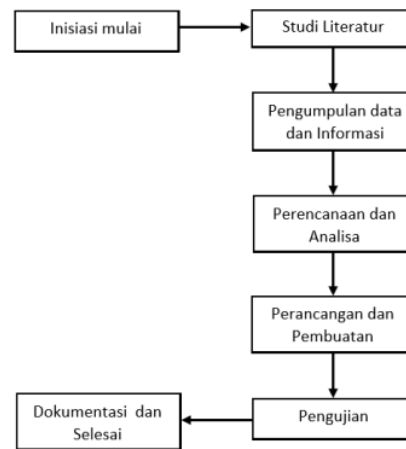 Inisiasi mulai
Studi Literatur
Pengumpulan data
dan Informasi
Perencanaan dan
Analisa
Perancangan dan
Pembuatan
Pengujian
Dokumentasi dan
Selesai